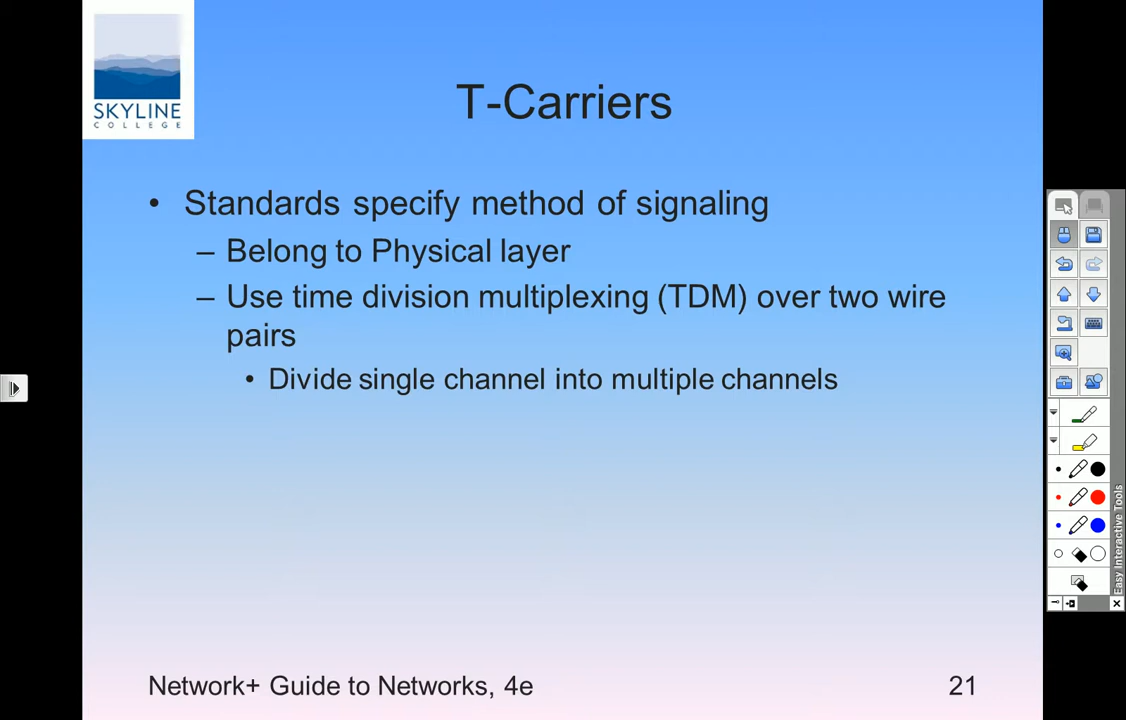 SKYLINE
COLLEGE
T-Carriers
• Standards specify method of signaling
– Belong to Physical layer
– Use time division multiplexing (TDM) over two wire
pairs
• Divide single channel into multiple channels
Easy Interactive Tools
Network+ Guide to Networks, 4e
21